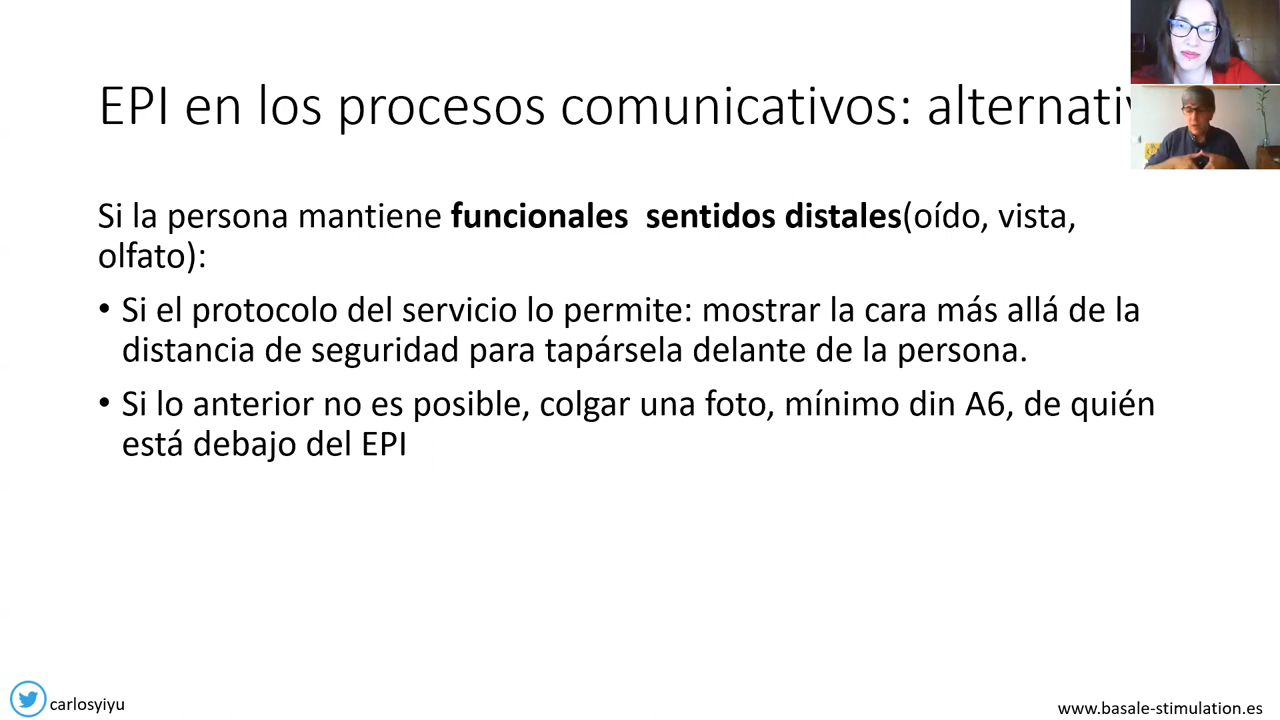 EPI en los procesos comunicativos:
Si la persona mantiene funcionales  sentidos distales(oído, vista,
olfato):
• Si el protocolo del servicio lo permite: mostrar la cara más allá de la
distancia de seguridad para tapársela delante de la persona.
• Si lo anterior no es posible, colgar una foto, mínimo din A6, de quién
está debajo del EPI
carlosyiyu
www.basale-stimulation.es